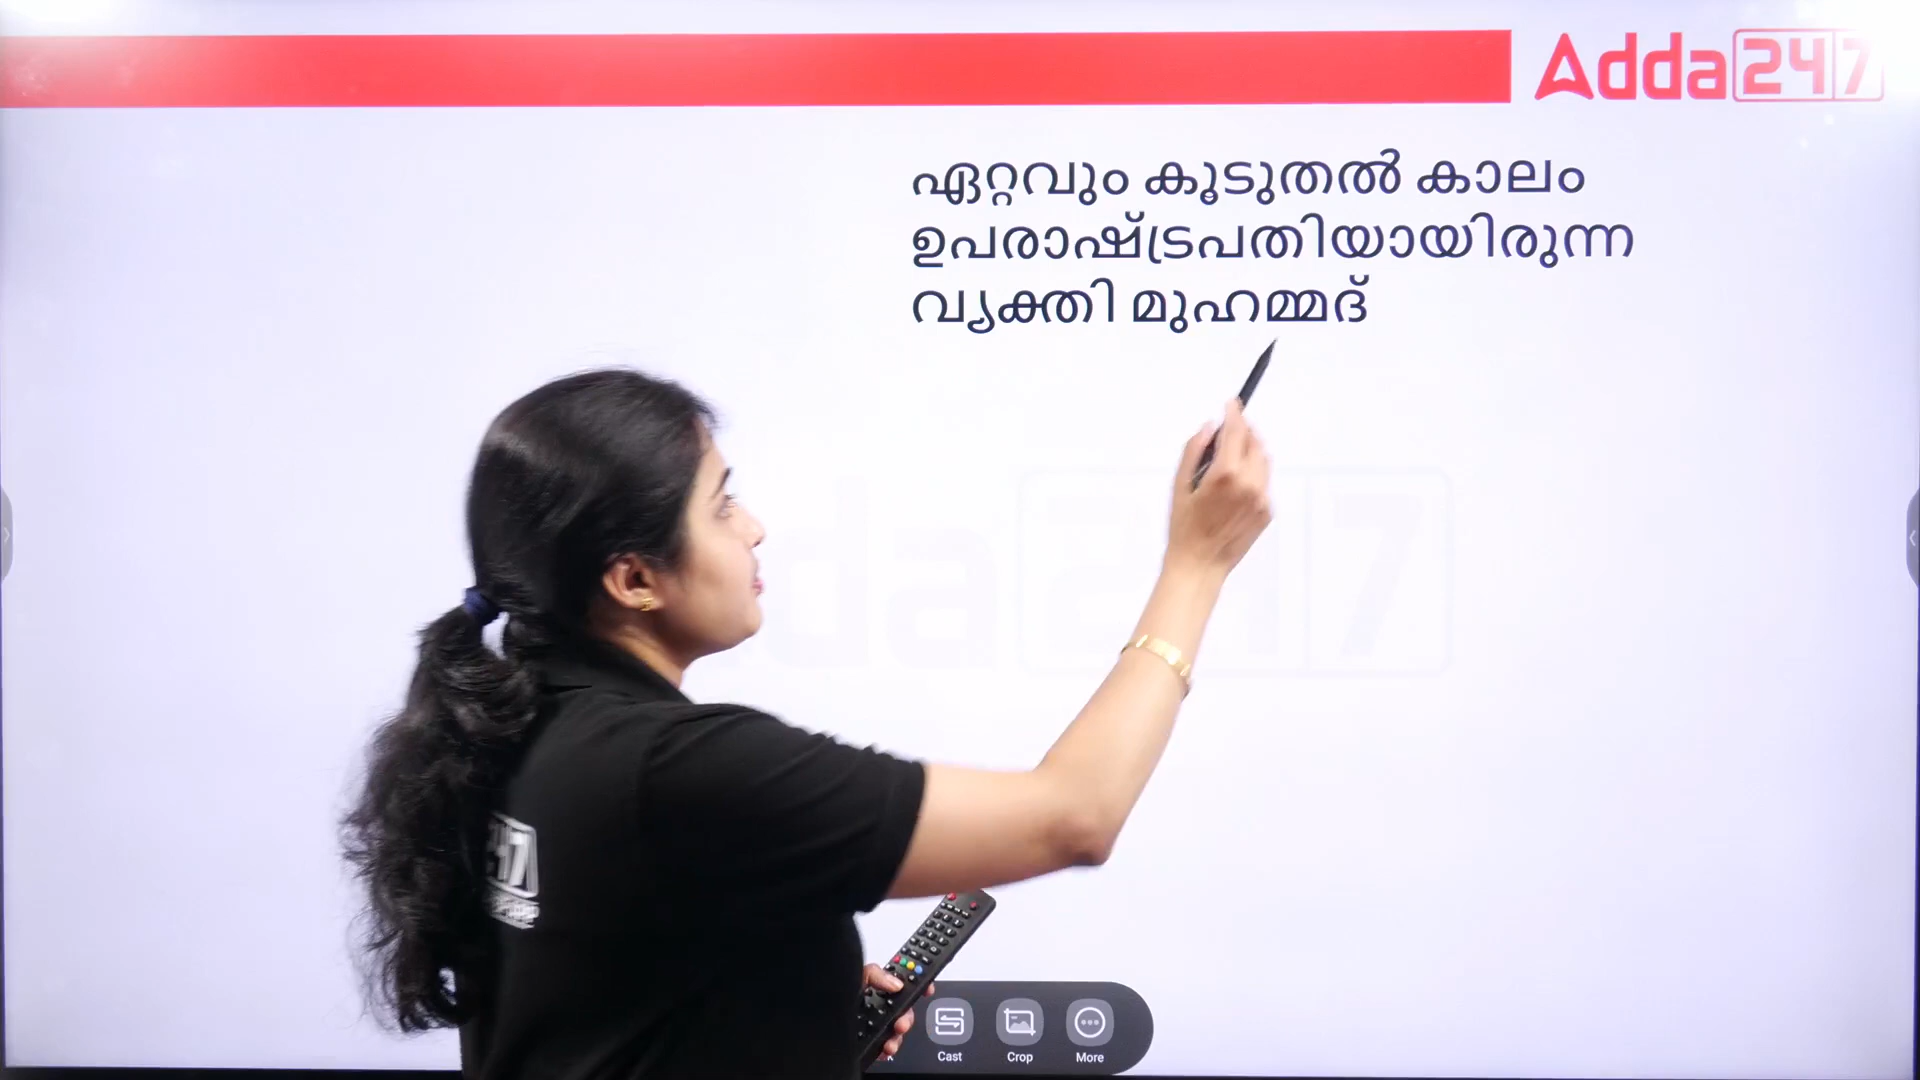 Adda247
ഏറ്റവും കൂടുതൽ കാലം
ഉപരാഷ്ട്രപതിയായിരുന്ന
വ്യക്തി മുഹമ്മദ്
Cast
Crop
More